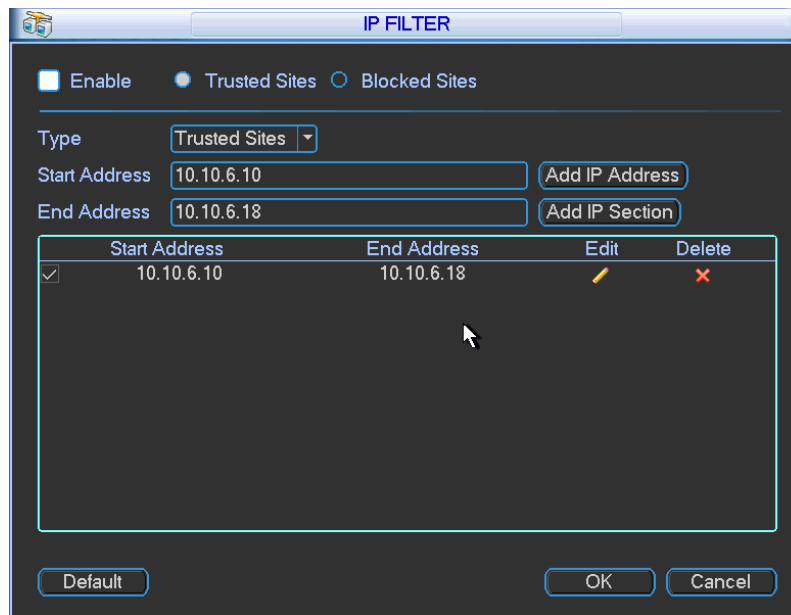 IP FILTER
Enable Trusted Sites Blocked Sites
Type Trusted Sites
Start Address 10.10.6.10 Add IP Address
End Address 10.10.6.18 Add IP Section
Start Address End Address Edit Delete
10.10.6.10 10.10.6.18
Default OK Cancel